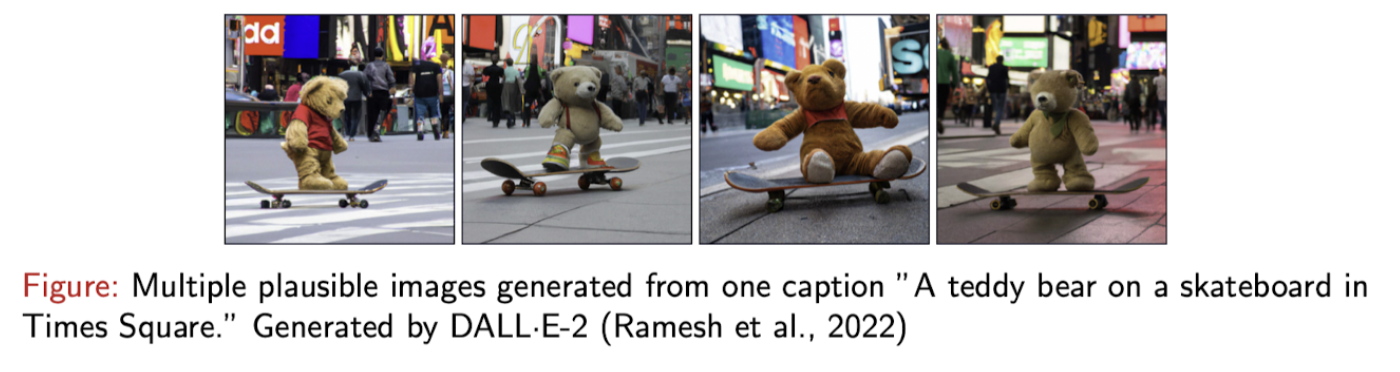 dd
Figure: Multiple plausible images generated from one caption ”A teddy bear on a skateboard in
Times Square.” Generated by DALL·E-2 (Ramesh et al., 2022)